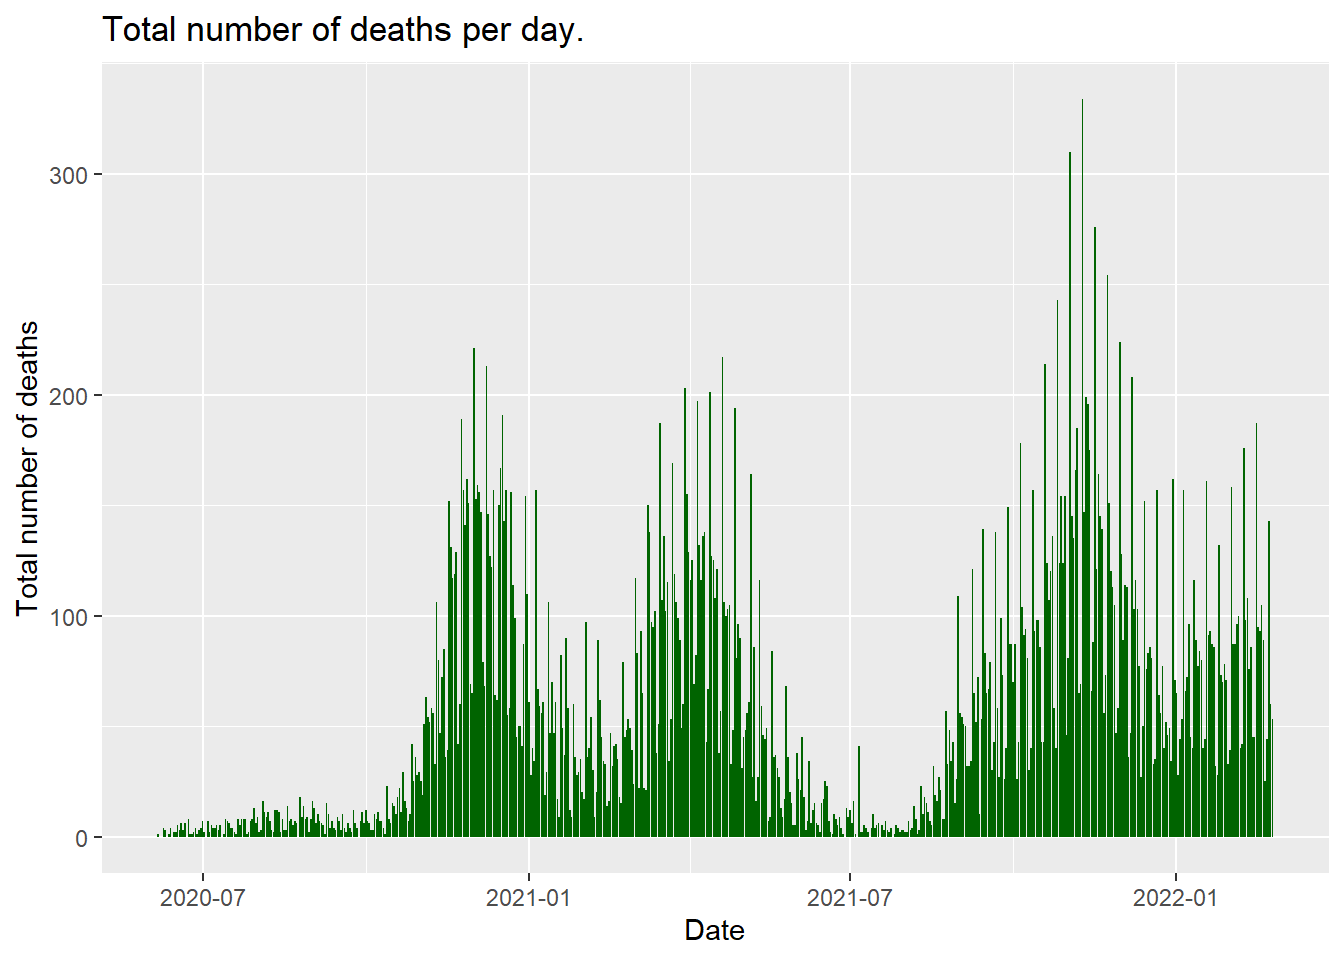 Total number of deaths per day.
Total number of deaths
300
200
100
0
2020-07
2021-01
2021-07
2022-01
Date